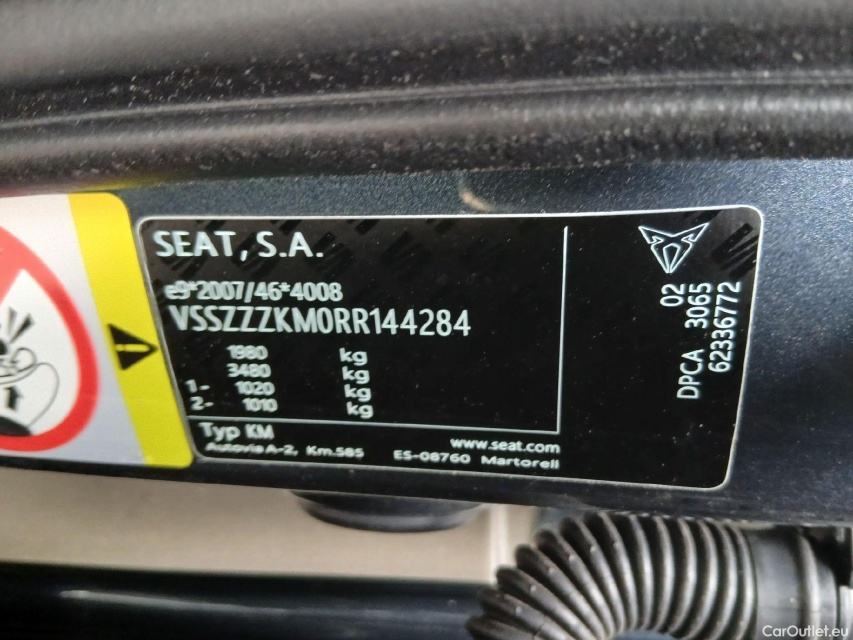 SEAT, S.A.
e9*2007/46*4008
VSSZZZKM0RR144284
1980 kg
3480 kg
1- 1020 kg
2- 1010 kg
Typ KM
www.seat.com
Autovia A-2, Km.585 ES-08760 Martorell
02
DPCA 3065
62336772
CarOutlet.eu